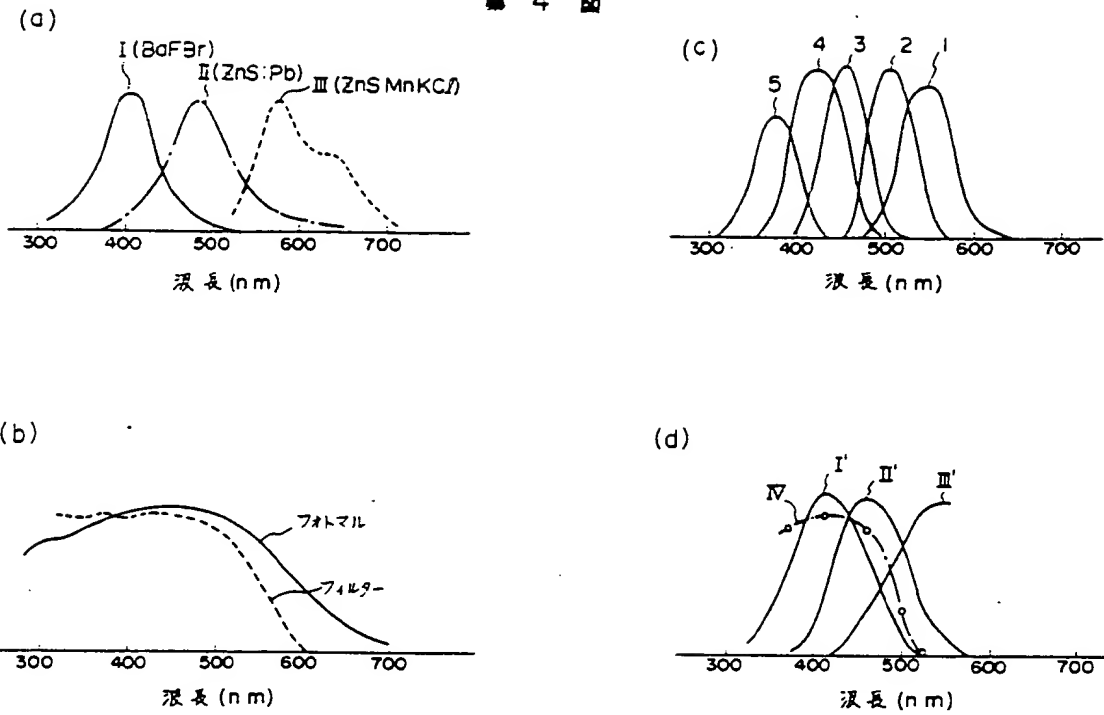 第 4 図
(a)
I (BaFBr)
II (ZnS:Pb)
III (ZnS MnKCl)
300 400 500 600 700
波長 (nm)
(c)
5 4 3 2 1
300 400 500 600 700
波長 (nm)
(b)
フォトマル
フィルター
300 400 500 600 700
波長 (nm)
(d)
IV I' II' III'
300 400 500 600 700
波長 (nm)